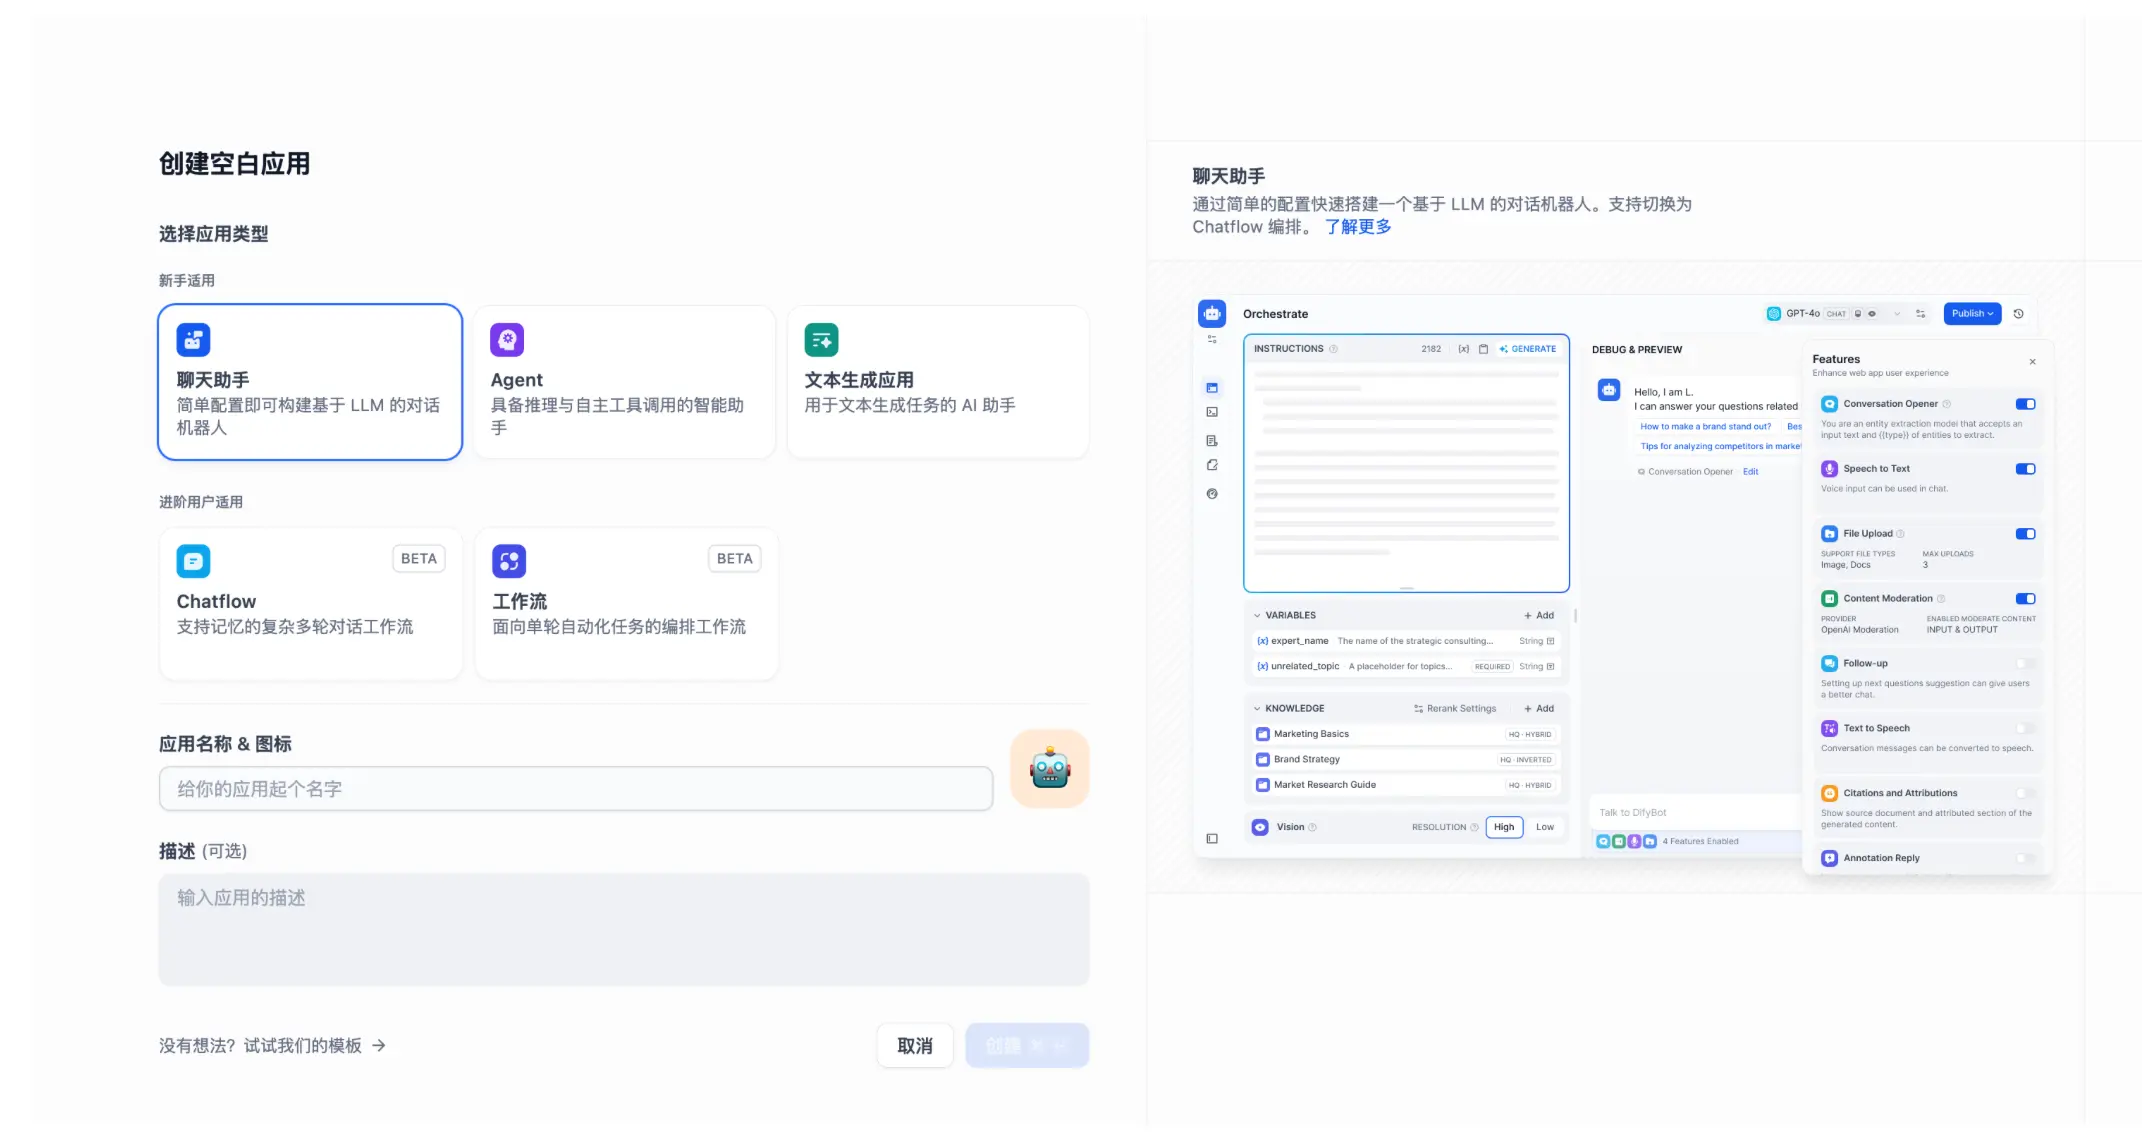 创建空白应用
选择应用类型
新手适用
聊天助手
简单配置即可构建基于 LLM 的对话
机器人
Agent
具备推理与自主工具调用的智能助
手
文本生成应用
用于文本生成任务的 AI 助手
进阶用户适用
BETA
Chatflow
支持记忆的复杂多轮对话工作流
BETA
工作流
面向单轮自动化任务的编排工作流
应用名称 & 图标
给你的应用起个名字
描述 (可选)
输入应用的描述
没有想法？试试我们的模板 →
取消
创建
聊天助手
通过简单的配置快速搭建一个基于 LLM 的对话机器人。支持切换为
Chatflow 编排。 了解更多
Orchestrate
GPT-4o CHAT
Publish
INSTRUCTIONS
2182 {x} GENERATE
VARIABLES
+ Add
{x} expert_name The name of the strategic consulting... String
{x} unrelated_topic A placeholder for topics... REQUIRED String
KNOWLEDGE
Rerank Settings + Add
Marketing Basics HQ · HYBRID
Brand Strategy HQ · INVERTED
Market Research Guide HQ · HYBRID
Vision RESOLUTION High Low
DEBUG & PREVIEW
Hello, I am L.
I can answer your questions related
How to make a brand stand out? Bes
Tips for analyzing competitors in market
Conversation Opener · Edit
Talk to DifyBot
4 Features Enabled
Features
Enhance web app user experience
Conversation Opener
You are an entity extraction model that accepts an
input text and {{type}} of entities to extract.
Speech to Text
Voice input can be used in chat.
File Upload
SUPPORT FILE TYPES MAX UPLOADS
Image, Docs 3
Content Moderation
PROVIDER ENABLED MODERATE CONTENT
OpenAI Moderation INPUT & OUTPUT
Follow-up
Setting up next questions suggestion can give users
a better chat.
Text to Speech
Conversation messages can be converted to speech.
Citations and Attributions
Show source document and attributed section of the
generated content.
Annotation Reply